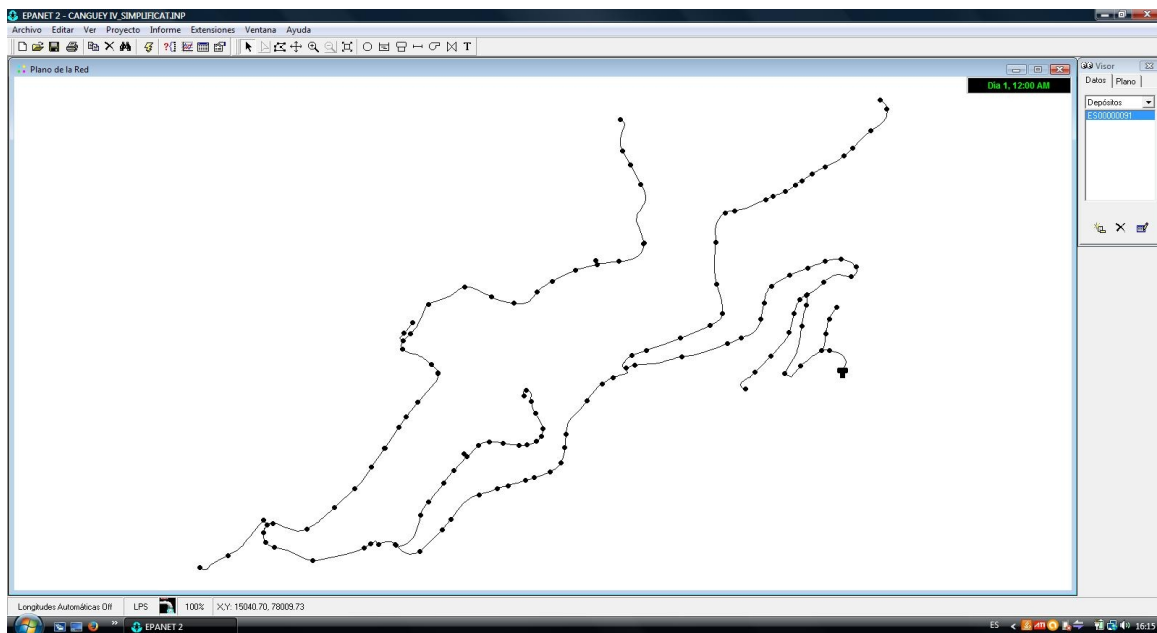 EPANET 2 - CANGUEY IV_SIMPLIFICAT.INP
Archivo Editar Ver Proyecto Informe Extensiones Ventana Ayuda
T
Plano de la Red
Día 1, 12:00 AM
Visor
Datos Plano
Depósitos
ES00000091
Longitudes Automáticas Off LPS 100% X,Y: 15040.70, 78009.73
EPANET 2 ES 16:15